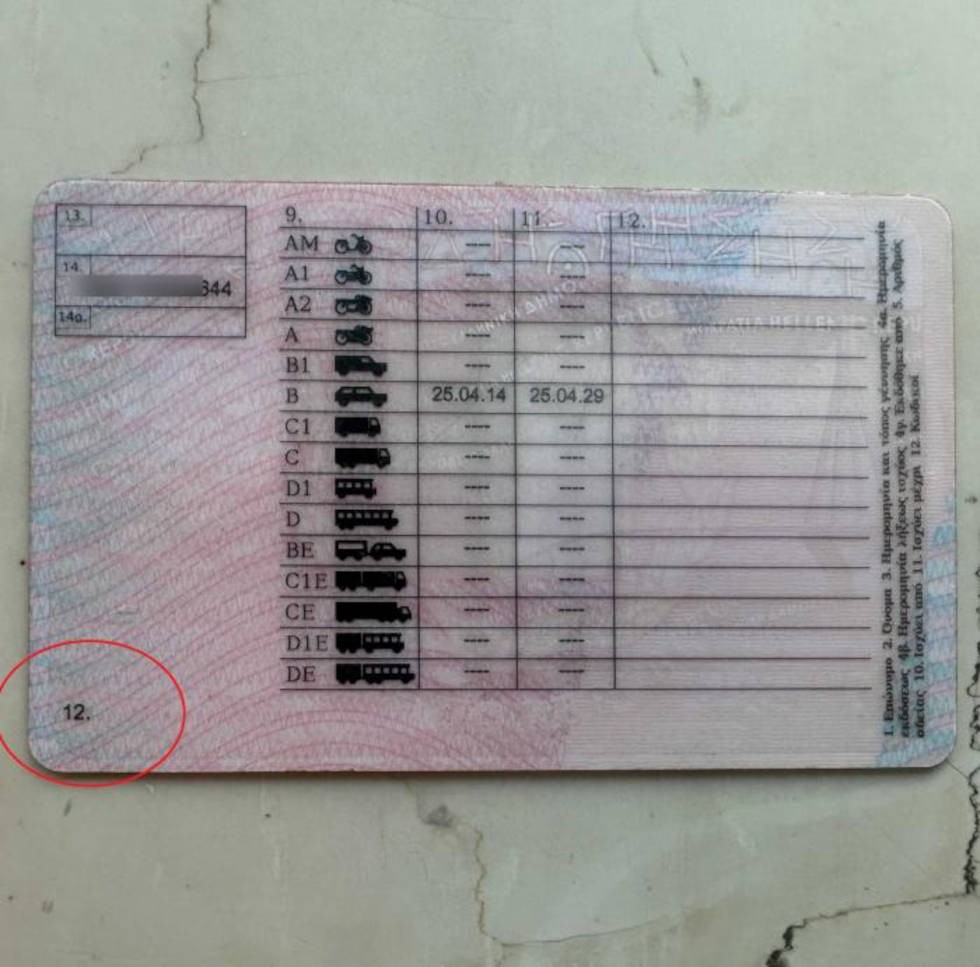 13.
14.
344
14α.
9. 10. 11. 12.
AM ---- ----
A1 ---- ----
A2 ---- ----
A ---- ----
B1 ---- ----
B 25.04.14 25.04.29
C1 ---- ----
C ---- ----
D1 ---- ----
D ---- ----
BE ---- ----
C1E ---- ----
CE ---- ----
D1E ---- ----
DE ---- ----
12.
1. Επώνυμο 2. Όνομα 3. Ημερομηνία και τόπος γέννησης 4α. Ημερομηνία
εκδόσεως 4β. Ημερομηνία λήξεως ισχύος 4γ. Εκδόθηκε από 5. Αριθμός
αδείας 10. Ισχύει από 11. Ισχύει μέχρι 12. Κωδικοί